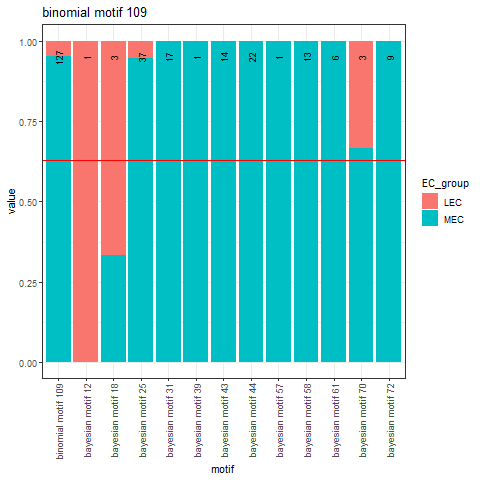 binomial motif 109
value
1.00
0.75
0.50
0.25
0.00
127
1
3
37
17
1
14
22
1
13
6
3
9
binomial motif 109
bayesian motif 12
bayesian motif 18
bayesian motif 25
bayesian motif 31
bayesian motif 39
bayesian motif 43
bayesian motif 44
bayesian motif 57
bayesian motif 58
bayesian motif 61
bayesian motif 70
bayesian motif 72
motif
EC_group
LEC
MEC